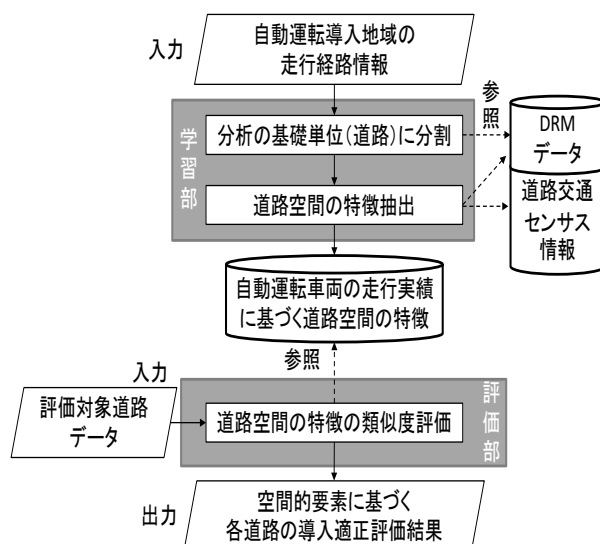 入力
自動運転導入地域の
走行経路情報
学習部
分析の基礎単位(道路)に分割
参照
DRM
データ
道路空間の特徴抽出
道路交通
センサス
情報
自動運転車両の走行実績
に基づく道路空間の特徴
参照
入力
評価対象道路
データ
道路空間の特徴の類似度評価
評価部
出力
空間的要素に基づく
各道路の導入適正評価結果